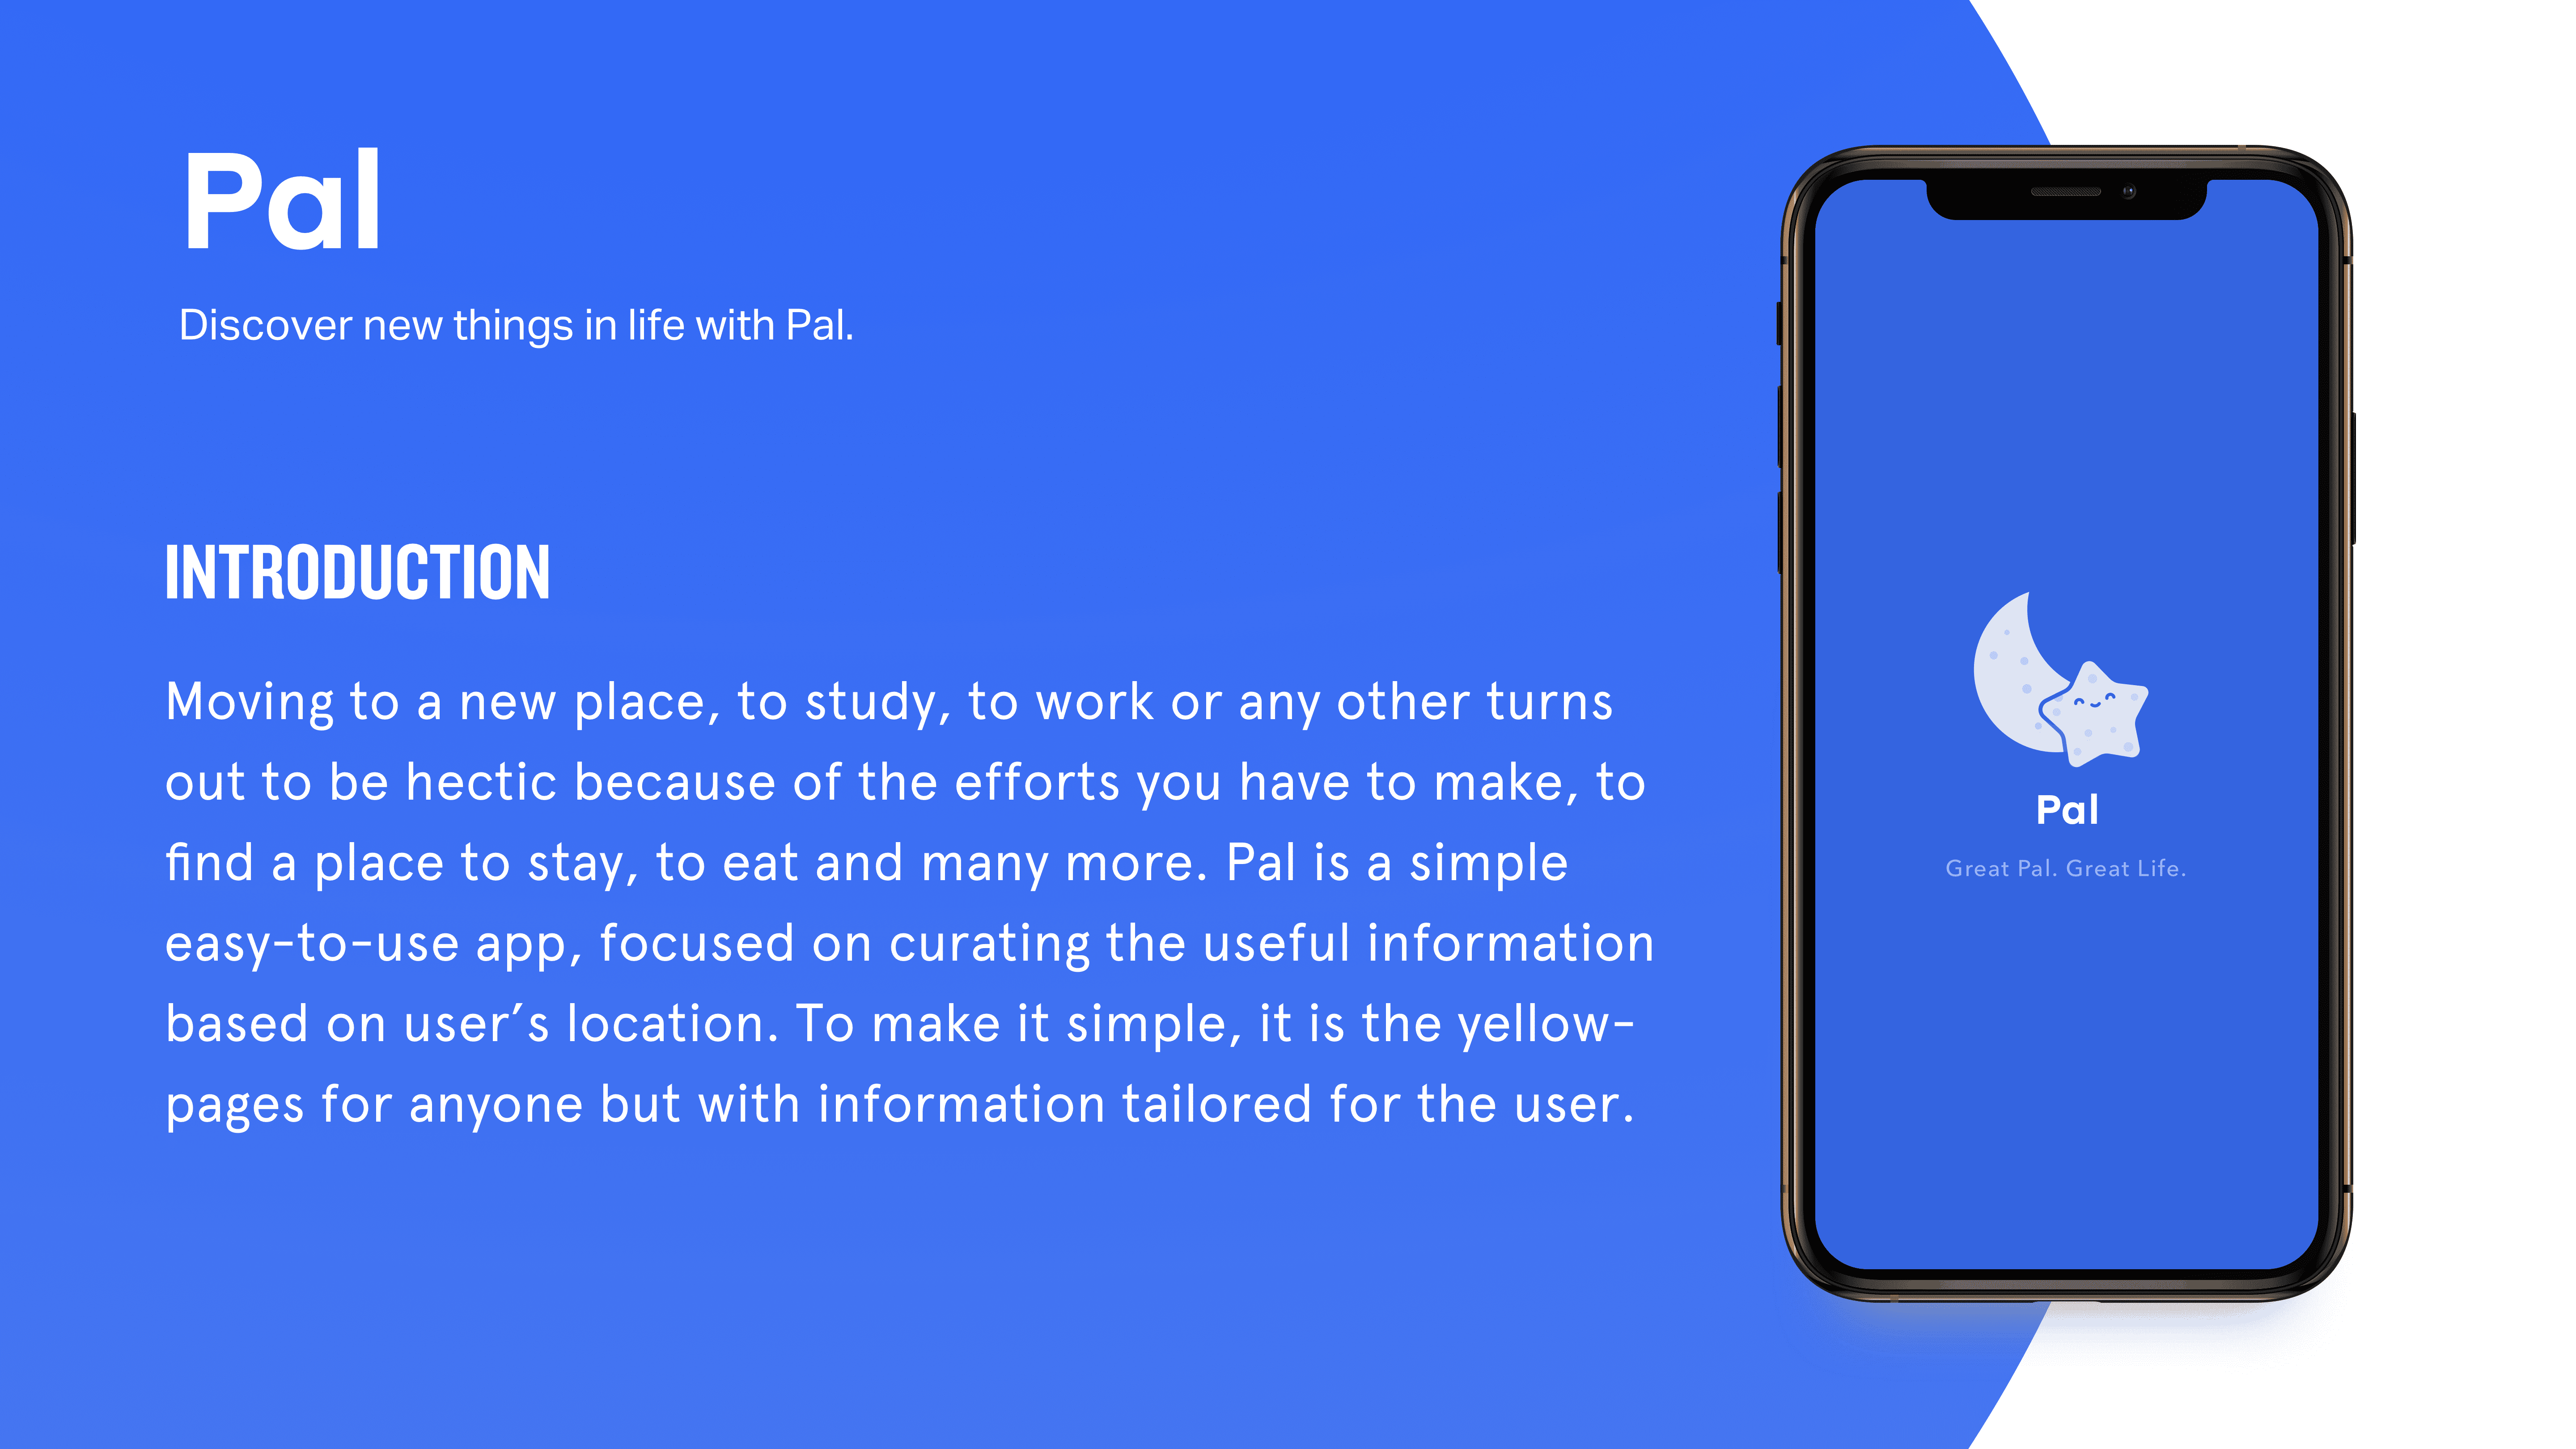 Pal
Discover new things in life with Pal.
INTRODUCTION
Moving to a new place, to study, to work or any other turns
out to be hectic because of the efforts you have to make, to
find a place to stay, to eat and many more. Pal is a simple
easy-to-use app, focused on curating the useful information
based on user’s location. To make it simple, it is the yellow-
pages for anyone but with information tailored for the user.
Pal
Great Pal. Great Life.